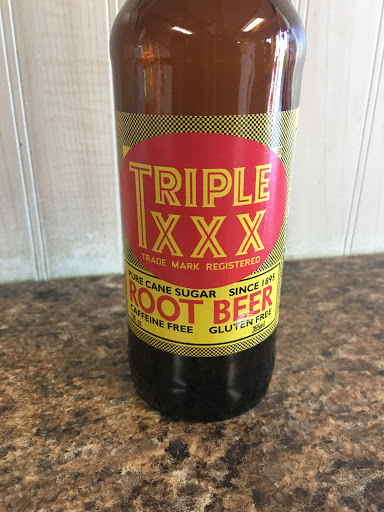 TRIPLE
XXX
TRADE MARK REGISTERED
PURE CANE SUGAR SINCE 1895
ROOT BEER
CAFFEINE FREE GLUTEN FREE